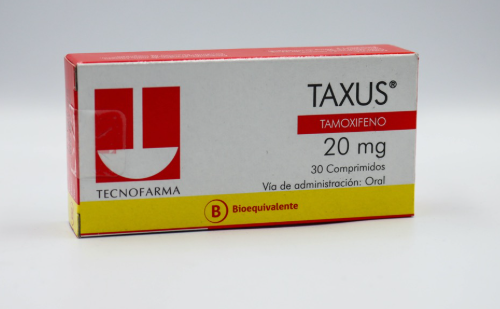 TAXUS®
TAMOXIFENO
20 mg
30 Comprimidos
Vía de administración: Oral
TECNOFARMA
B Bioequivalente